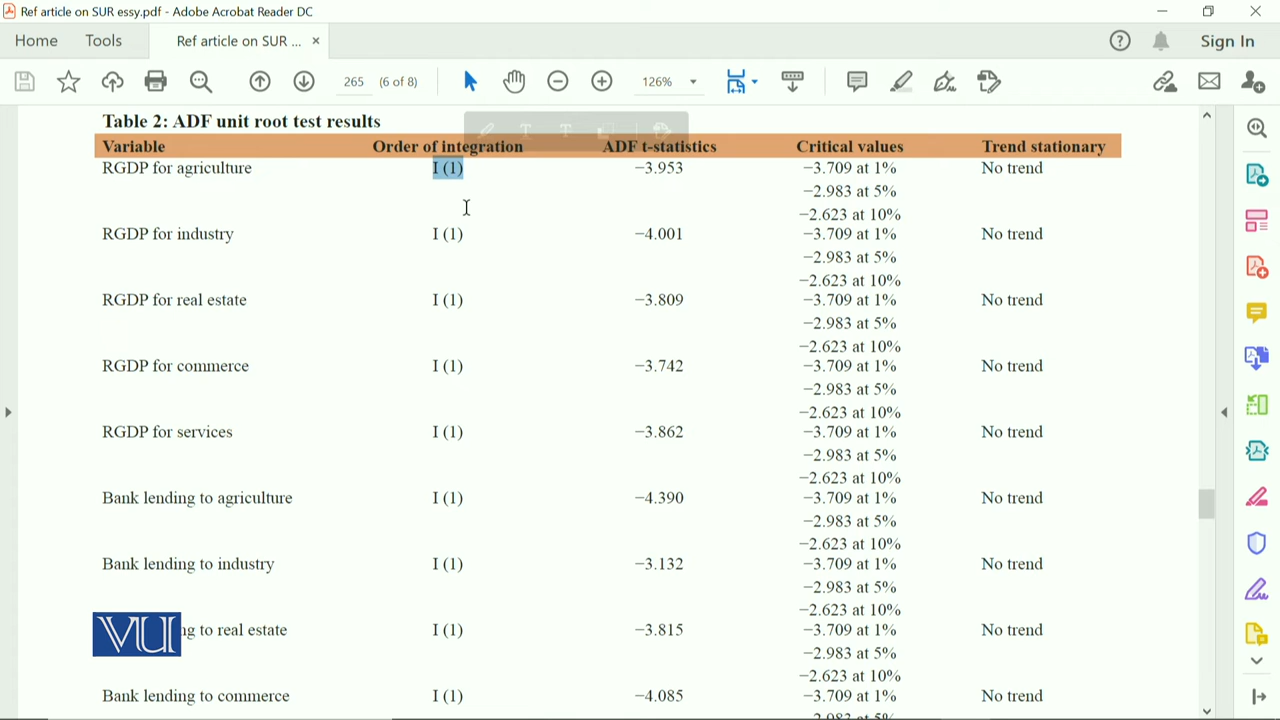 Ref article on SUR essy.pdf - Adobe Acrobat Reader DC
Home Tools Ref article on SUR ... × Sign In
265 (6 of 8) 126%
Table 2: ADF unit root test results
Variable Order of integration ADF t-statistics Critical values Trend stationary
RGDP for agriculture I (1) −3.953 −3.709 at 1% No trend
−2.983 at 5%
−2.623 at 10%
RGDP for industry I (1) −4.001 −3.709 at 1% No trend
−2.983 at 5%
−2.623 at 10%
RGDP for real estate I (1) −3.809 −3.709 at 1% No trend
−2.983 at 5%
−2.623 at 10%
RGDP for commerce I (1) −3.742 −3.709 at 1% No trend
−2.983 at 5%
−2.623 at 10%
RGDP for services I (1) −3.862 −3.709 at 1% No trend
−2.983 at 5%
−2.623 at 10%
Bank lending to agriculture I (1) −4.390 −3.709 at 1% No trend
−2.983 at 5%
−2.623 at 10%
Bank lending to industry I (1) −3.132 −3.709 at 1% No trend
−2.983 at 5%
−2.623 at 10%
VU ng to real estate I (1) −3.815 −3.709 at 1% No trend
−2.983 at 5%
−2.623 at 10%
Bank lending to commerce I (1) −4.085 −3.709 at 1% No trend